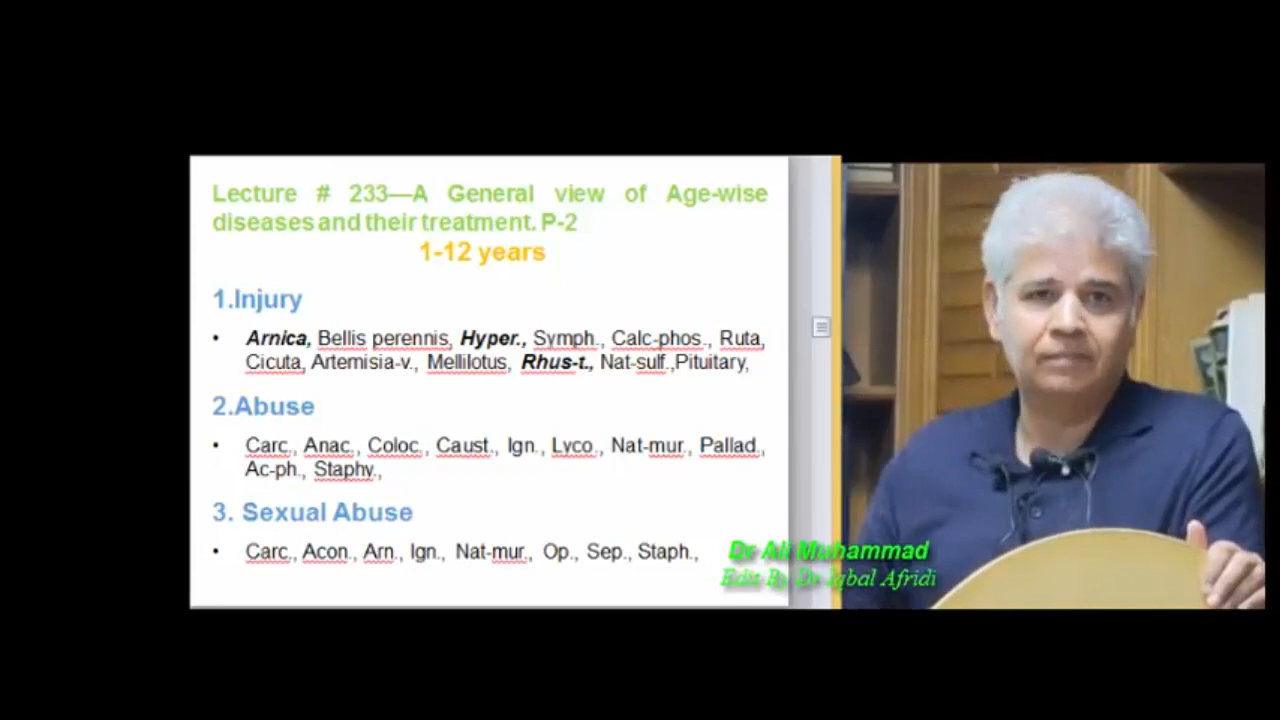 Lecture # 233—A General view of Age-wise
diseases and their treatment. P-2
1-12 years
1.Injury
• Arnica, Bellis perennis, Hyper., Symph., Calc-phos., Ruta,
Cicuta, Artemisia-v., Mellilotus, Rhus-t., Nat-sulf.,Pituitary,
2.Abuse
• Carc., Anac., Coloc., Caust., Ign., Lyco., Nat-mur., Pallad.,
Ac-ph., Staphy.,
3. Sexual Abuse
• Carc., Acon., Arn., Ign., Nat-mur., Op., Sep., Staph.,
Dr Ali Muhammad
Edit By Dr Iqbal Afridi